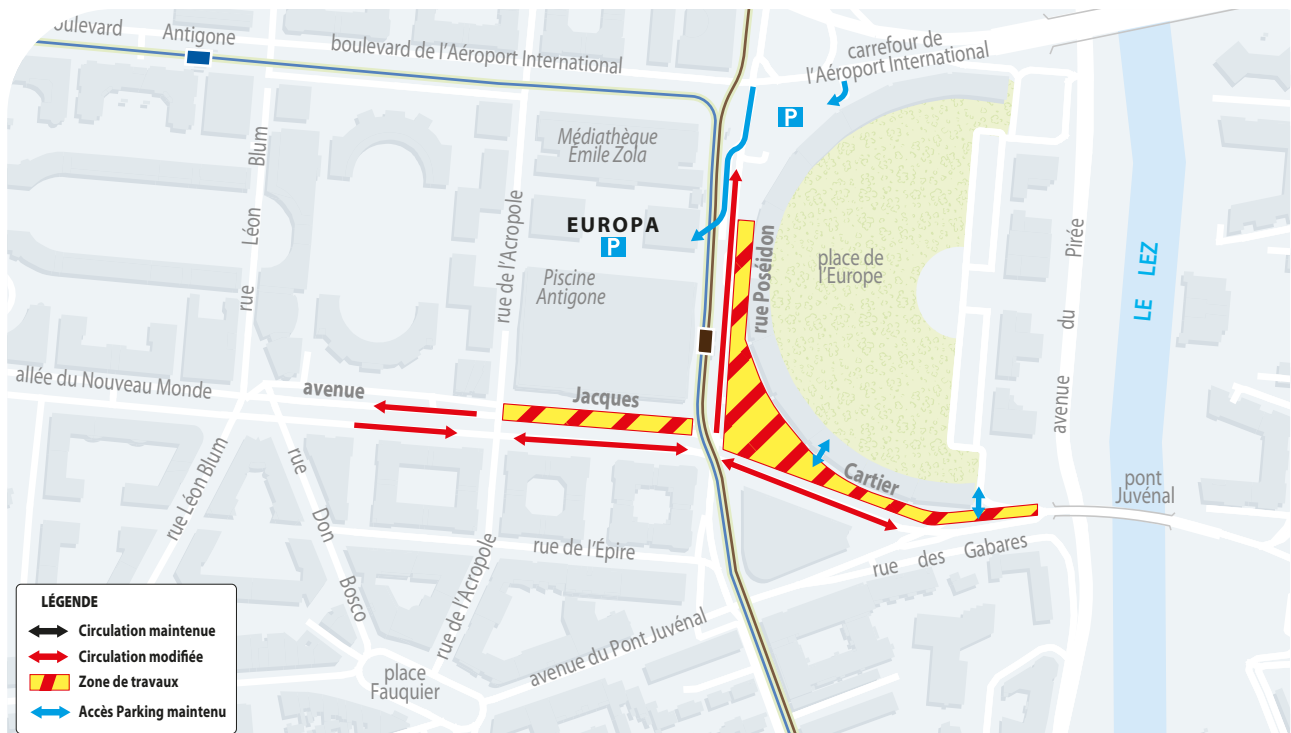 Antigone
boulevard de l'Aéroport International
carrefour de
l'Aéroport International
P
Médiathèque
Émile Zola
rue Léon Blum
rue de l'Acropole
EUROPA
P
Piscine
Antigone
rue Poséidon
place de
l'Europe
avenue du Pirée
LE LEZ
allée du Nouveau Monde
avenue Jacques Cartier
pont
Juvénal
rue Léon Blum
rue Don Bosco
rue de l'Épire
rue des Gabares
rue de l'Acropole
avenue du Pont Juvénal
place
Fauquier
LÉGENDE
Circulation maintenue
Circulation modifiée
Zone de travaux
Accès Parking maintenu